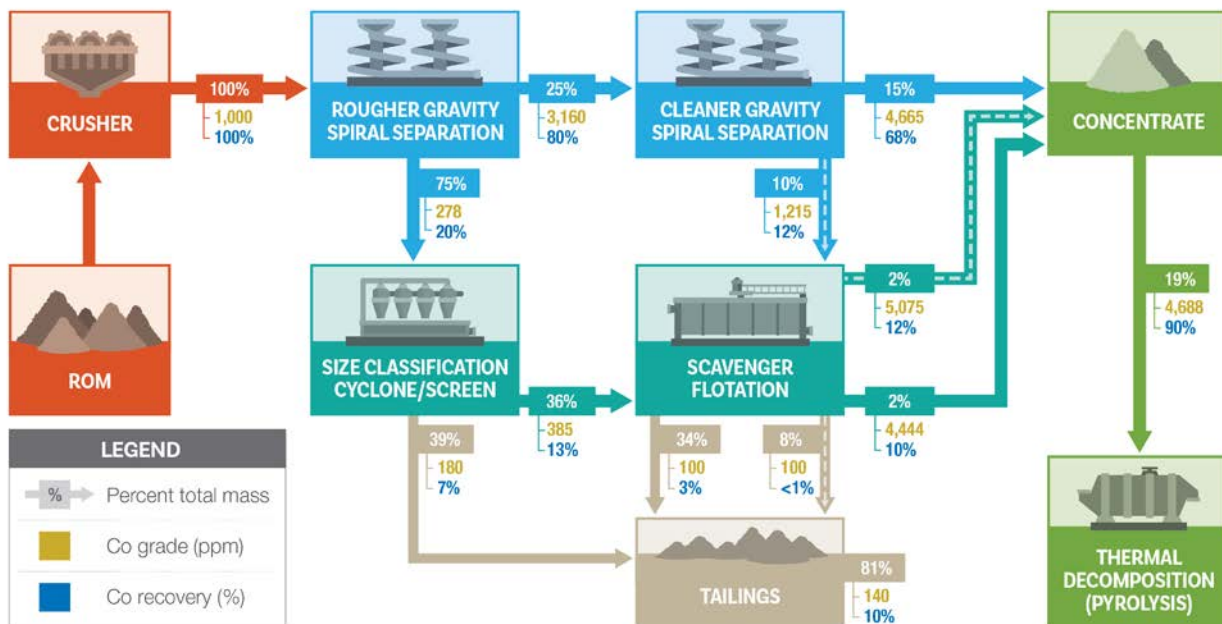 CRUSHER
100%
1,000
100%
ROUGHER GRAVITY
SPIRAL SEPARATION
25%
3,160
80%
CLEANER GRAVITY
SPIRAL SEPARATION
15%
4,665
68%
CONCENTRATE
75%
278
20%
10%
1,215
12%
ROM
SIZE CLASSIFICATION
CYCLONE/SCREEN
36%
385
13%
SCAVENGER
FLOTATION
2%
5,075
12%
2%
4,444
10%
19%
4,688
90%
39%
180
7%
34%
100
3%
8%
100
<1%
TAILINGS
81%
140
10%
THERMAL
DECOMPOSITION
(PYROLYSIS)
LEGEND
% Percent total mass
Co grade (ppm)
Co recovery (%)